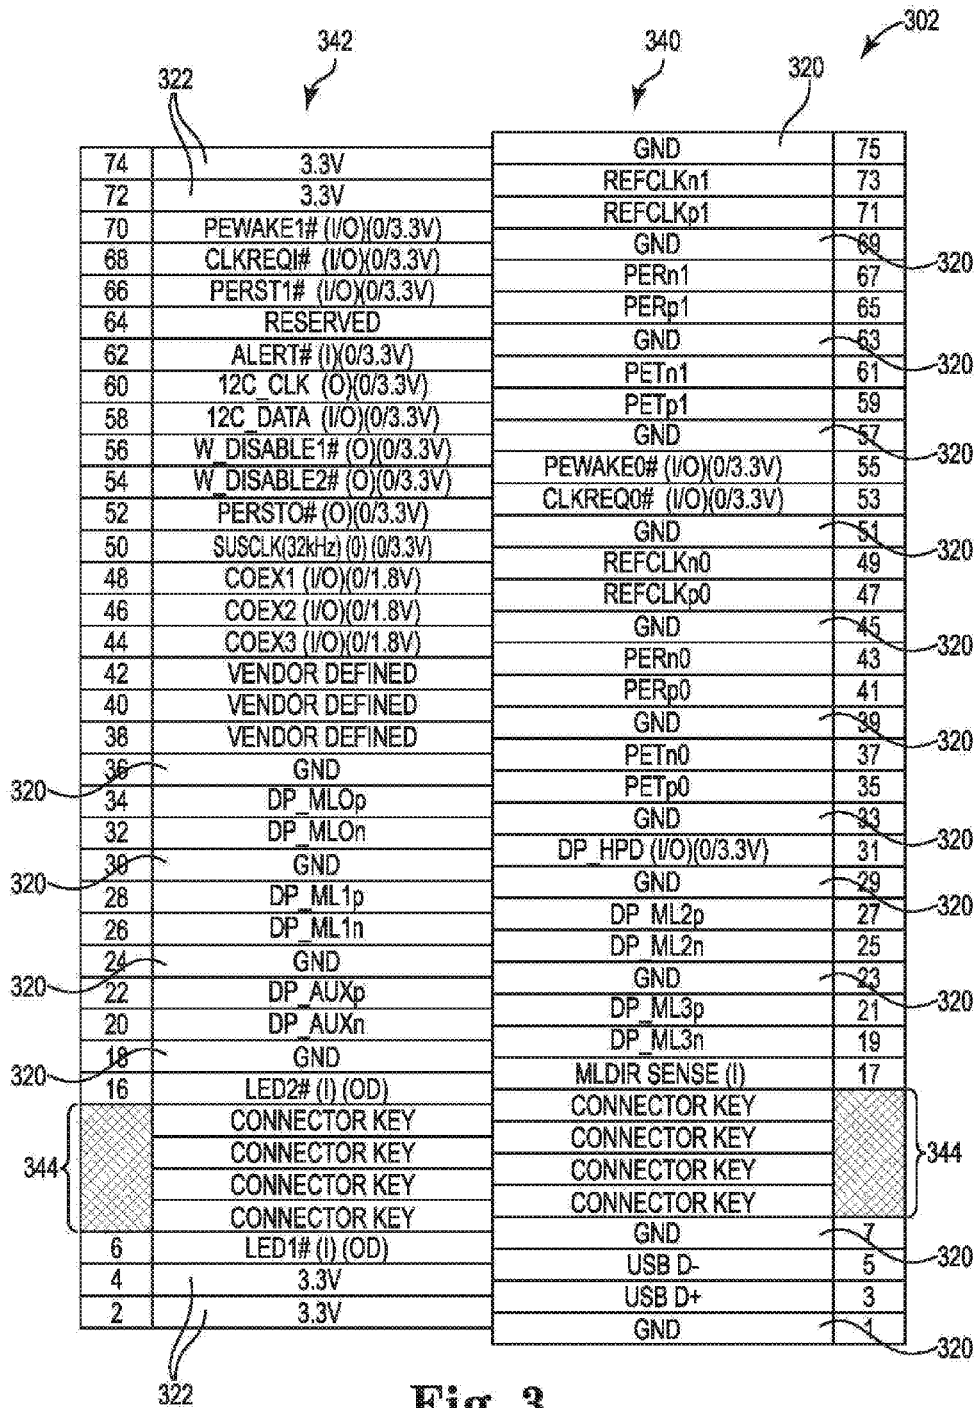 302
342
340
322
320
GND 75
74 3.3V
REFCLKn1 73
72 3.3V
REFCLKp1 71
70 PEWAKE1# (I/O)(0/3.3V)
GND 69 320
68 CLKREQI# (I/O)(0/3.3V)
PERn1 67
66 PERST1# (I/O)(0/3.3V)
PERp1 65
64 RESERVED
GND 63 320
62 ALERT# (I)(0/3.3V)
PETn1 61
60 12C_CLK (O)(0/3.3V)
PETp1 59
58 12C_DATA (I/O)(0/3.3V)
GND 57 320
56 W_DISABLE1# (O)(0/3.3V)
PEWAKE0# (I/O)(0/3.3V) 55
54 W_DISABLE2# (O)(0/3.3V)
CLKREQ0# (I/O)(0/3.3V) 53
52 PERSTO# (O)(0/3.3V)
GND 51 320
50 SUSCLK(32kHz) (0) (0/3.3V)
REFCLKn0 49
48 COEX1 (I/O)(0/1.8V)
REFCLKp0 47
46 COEX2 (I/O)(0/1.8V)
GND 45 320
44 COEX3 (I/O)(0/1.8V)
PERn0 43
42 VENDOR DEFINED
PERp0 41
40 VENDOR DEFINED
GND 39 320
38 VENDOR DEFINED
PETn0 37
320 36 GND
PETp0 35
34 DP_MLOp
GND 33 320
32 DP_MLOn
DP_HPD (I/O)(0/3.3V) 31
320 30 GND
GND 29 320
28 DP_ML1p
DP_ML2p 27
26 DP_ML1n
DP_ML2n 25
320 24 GND
GND 23 320
22 DP_AUXp
DP_ML3p 21
20 DP_AUXn
DP_ML3n 19
320 18 GND
MLDIR SENSE (I) 17
16 LED2# (I) (OD)
CONNECTOR KEY
CONNECTOR KEY
CONNECTOR KEY
CONNECTOR KEY
344
344
CONNECTOR KEY
CONNECTOR KEY
CONNECTOR KEY
CONNECTOR KEY
GND 7 320
6 LED1# (I) (OD)
USB D- 5
4 3.3V
USB D+ 3
2 3.3V
GND 1 320
322
Fig. 3